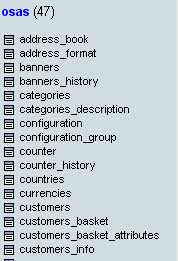 osas (47)
address_book
address_format
banners
banners_history
categories
categories_description
configuration
configuration_group
counter
counter_history
countries
currencies
customers
customers_basket
customers_basket_attributes
customers_info